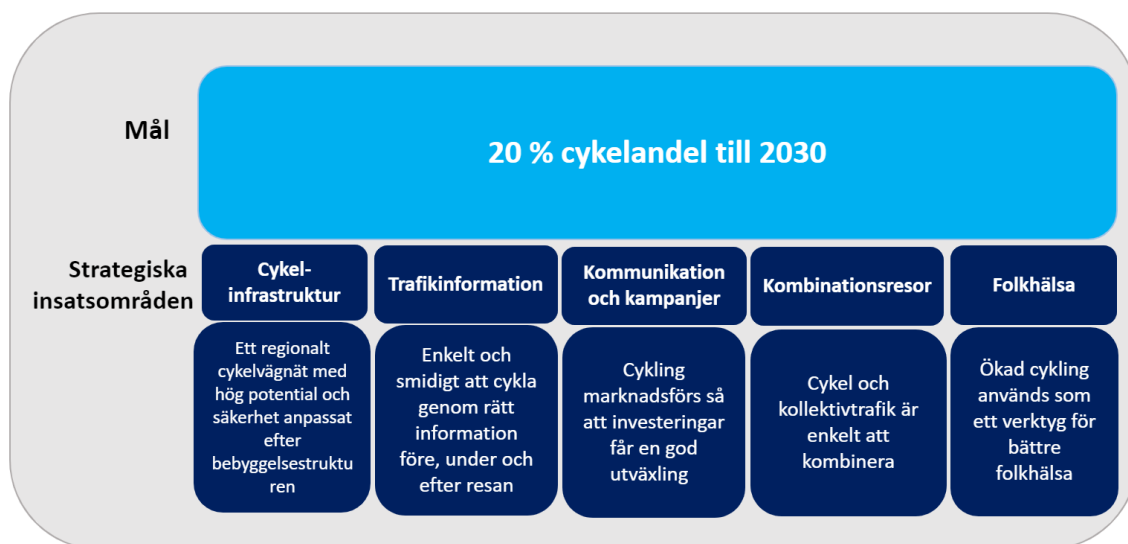 Mål
20 % cykelandel till 2030
Strategiska
insatsområden
Cykel-
infrastruktur
Trafikinformation
Kommunikation
och kampanjer
Kombinationsresor
Folkhälsa
Ett regionalt
cykelvägnät med
hög potential och
säkerhet anpassat
efter
bebyggelsestruktu
ren
Enkelt och
smidigt att cykla
genom rätt
information
före, under och
efter resan
Cykling
marknadsförs så
att investeringar
får en god
utväxling
Cykel och
kollektivtrafik är
enkelt att
kombinera
Ökad cykling
används som
ett verktyg för
bättre
folkhälsa